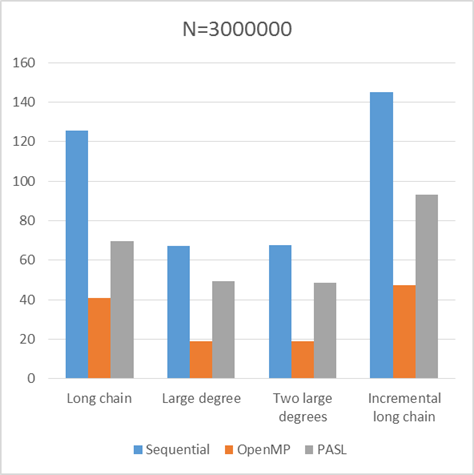 N=3000000
160
140
120
100
80
60
40
20
0
Long chain
Large degree
Two large
degrees
Incremental
long chain
Sequential
OpenMP
PASL